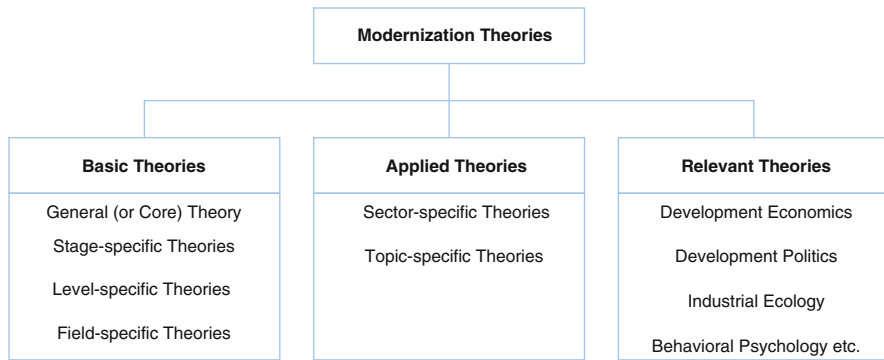 Modernization Theories
Basic Theories
General (or Core) Theory
Stage-specific Theories
Level-specific Theories
Field-specific Theories
Applied Theories
Sector-specific Theories
Topic-specific Theories
Relevant Theories
Development Economics
Development Politics
Industrial Ecology
Behavioral Psychology etc.